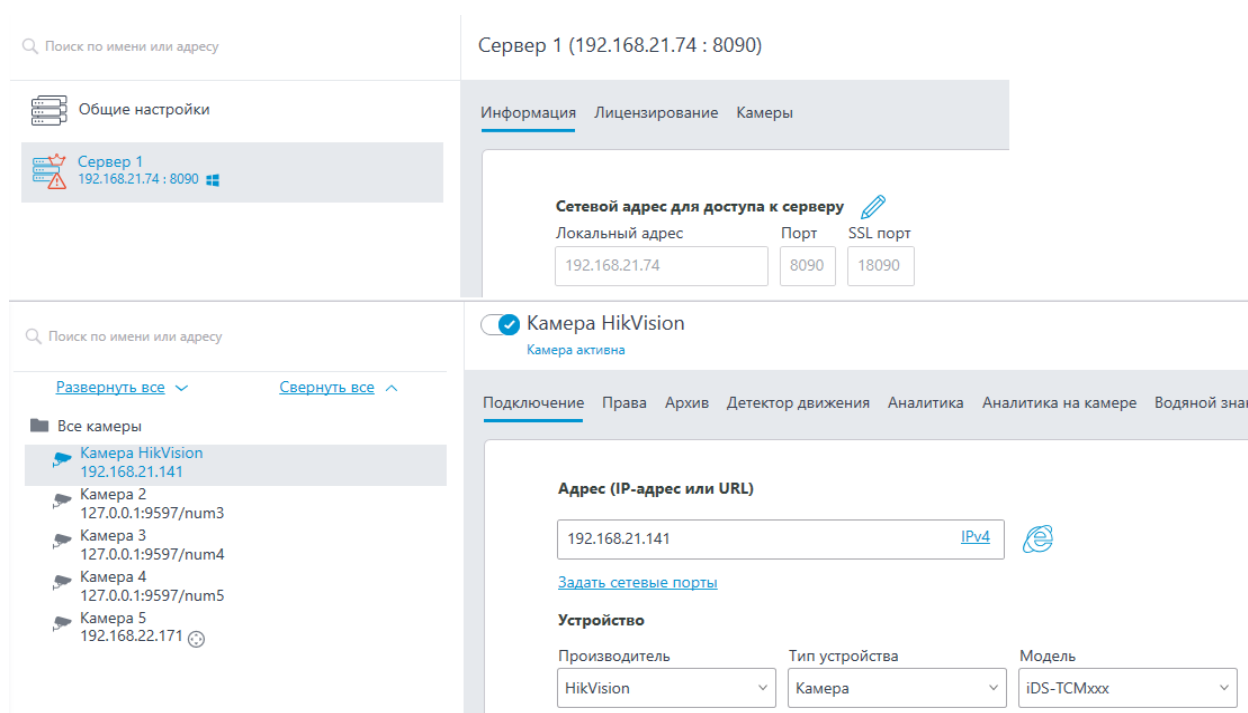 Поиск по имени или адресу
Сервер 1 (192.168.21.74 : 8090)
Общие настройки
Информация Лицензирование Камеры
Сервер 1
192.168.21.74 : 8090
Сетевой адрес для доступа к серверу
Локальный адрес Порт SSL порт
192.168.21.74 8090 18090
Поиск по имени или адресу
Камера HikVision
Камера активна
Развернуть все Свернуть все
Подключение Права Архив Детектор движения Аналитика Аналитика на камере Водяной зна
Все камеры
Камера HikVision
192.168.21.141
Камера 2
127.0.0.1:9597/num3
Камера 3
127.0.0.1:9597/num4
Камера 4
127.0.0.1:9597/num5
Камера 5
192.168.22.171
Адрес (IP-адрес или URL)
192.168.21.141 IPv4
Задать сетевые порты
Устройство
Производитель Тип устройства Модель
HikVision Камера iDS-TCMxxx